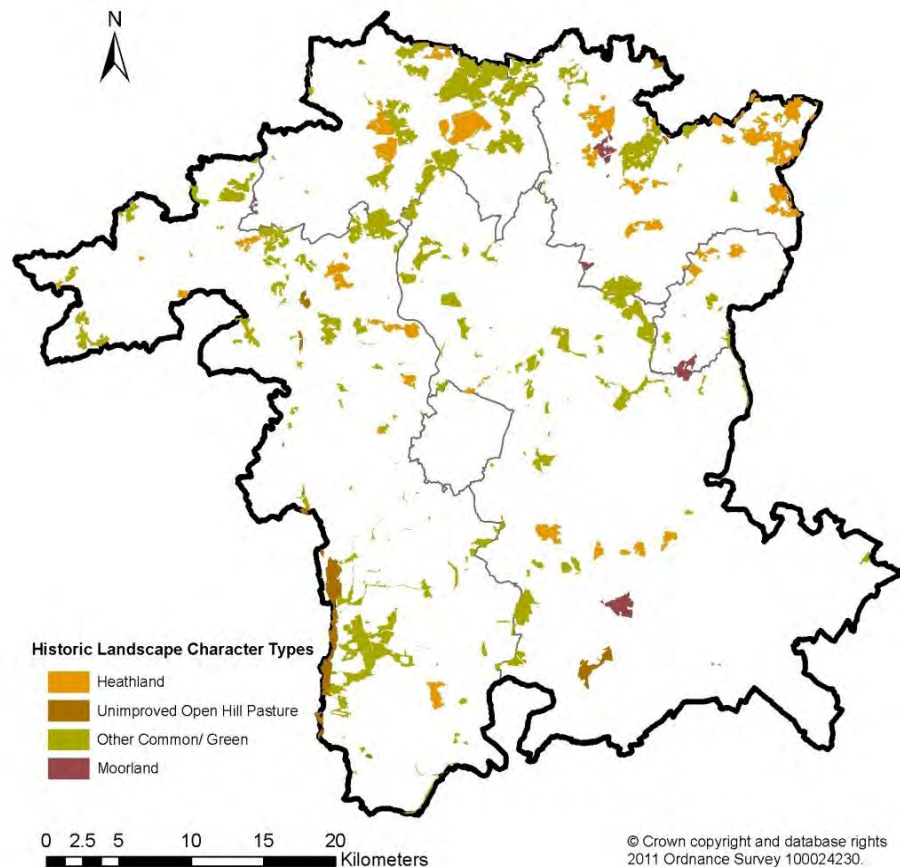 N
Historic Landscape Character Types
Heathland
Unimproved Open Hill Pasture
Other Common/ Green
Moorland
0 2.5 5 10 15 20
Kilometers
© Crown copyright and database rights
2011 Ordnance Survey 100024230.